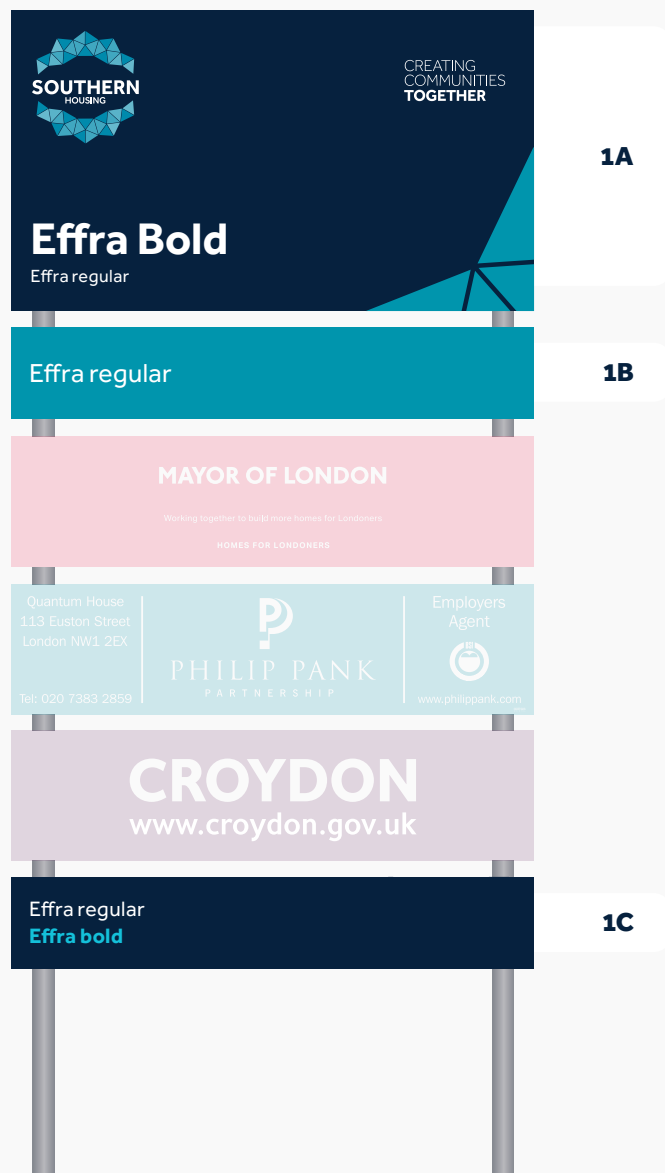 SOUTHERN
HOUSING
CREATING
COMMUNITIES
TOGETHER
1A
Effra Bold
Effra regular
Effra regular
1B
MAYOR OF LONDON
Working together to build more homes for Londoners
HOMES FOR LONDONERS
Quantum House
113 Euston Street
London NW1 2EX
Tel: 020 7383 2859
PHILIP PANK
PARTNERSHIP
Employers
Agent
www.philippank.com
CROYDON
www.croydon.gov.uk
Effra regular
Effra bold
1C